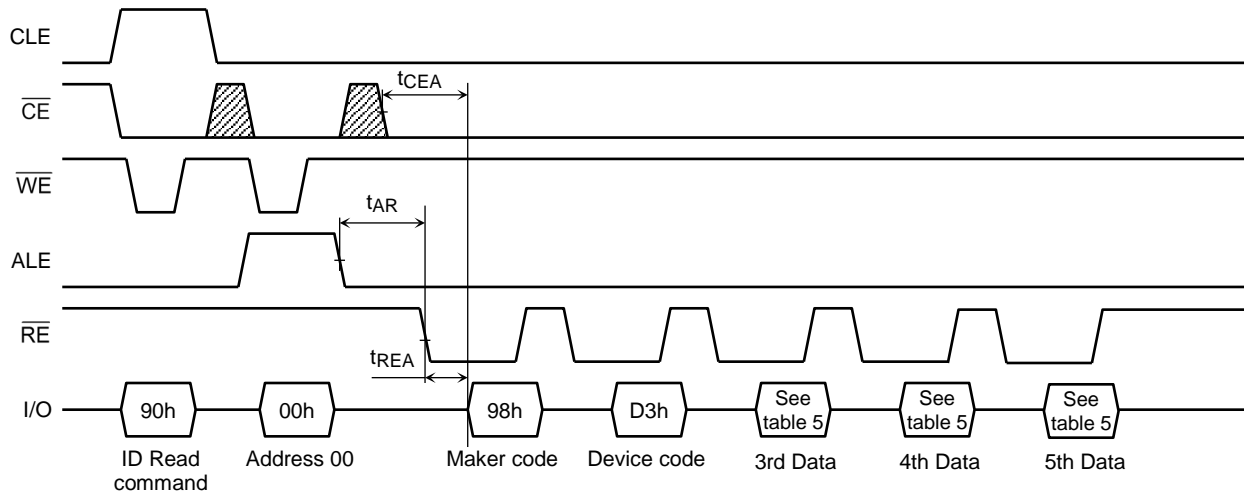 CLE
tCEA
CE
WE
tAR
ALE
RE
tREA
I/O
90h
00h
98h
D3h
See
table 5
See
table 5
See
table 5
ID Read
command
Address 00
Maker code
Device code
3rd Data
4th Data
5th Data